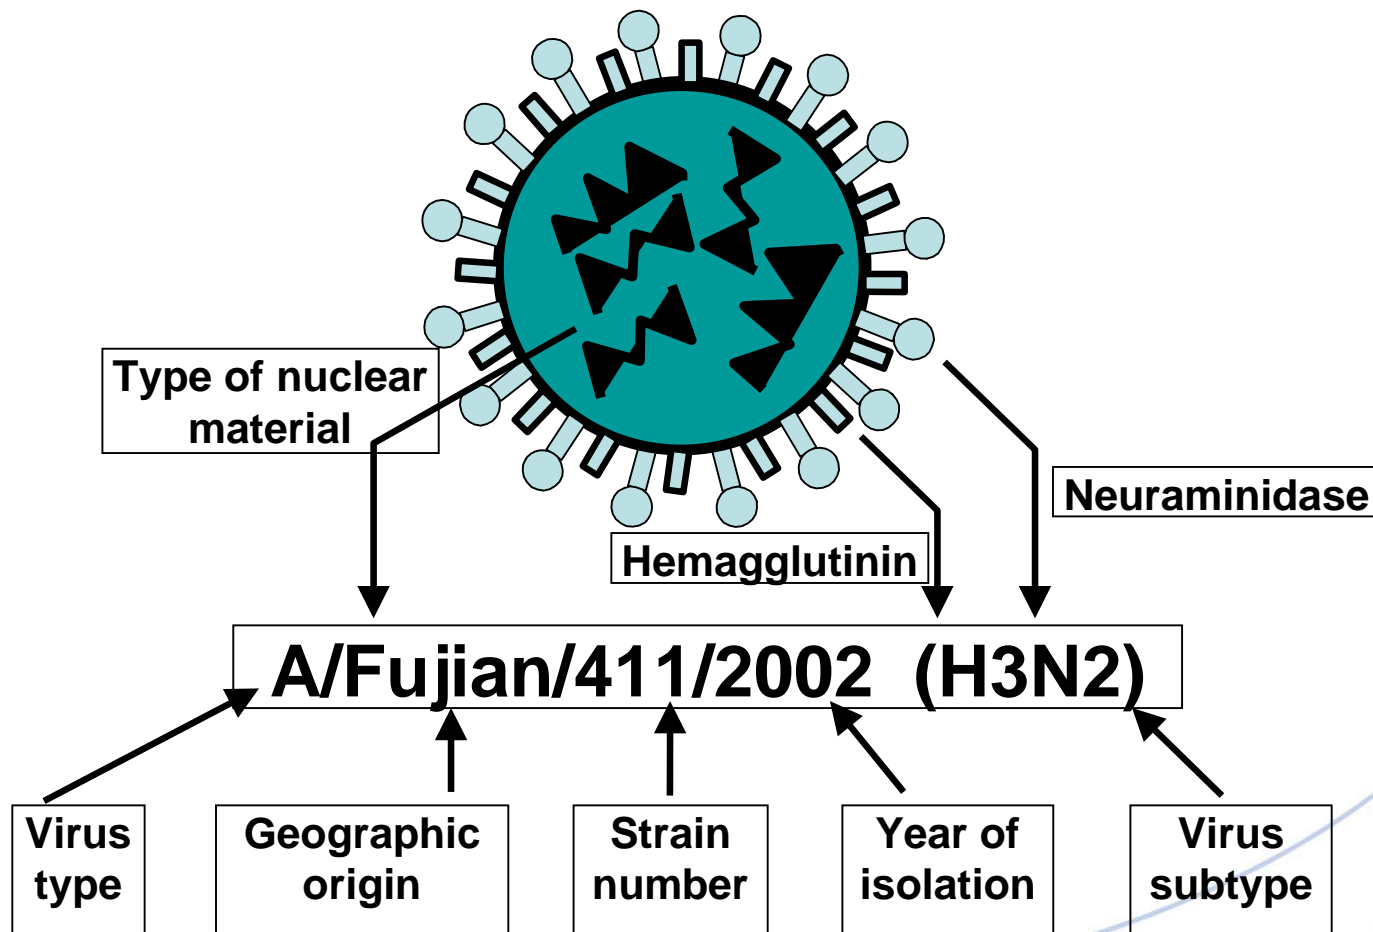 Type of nuclear
material
Neuraminidase
Hemagglutinin
A/Fujian/411/2002 (H3N2)
Virus
type
Geographic
origin
Strain
number
Year of
isolation
Virus
subtype